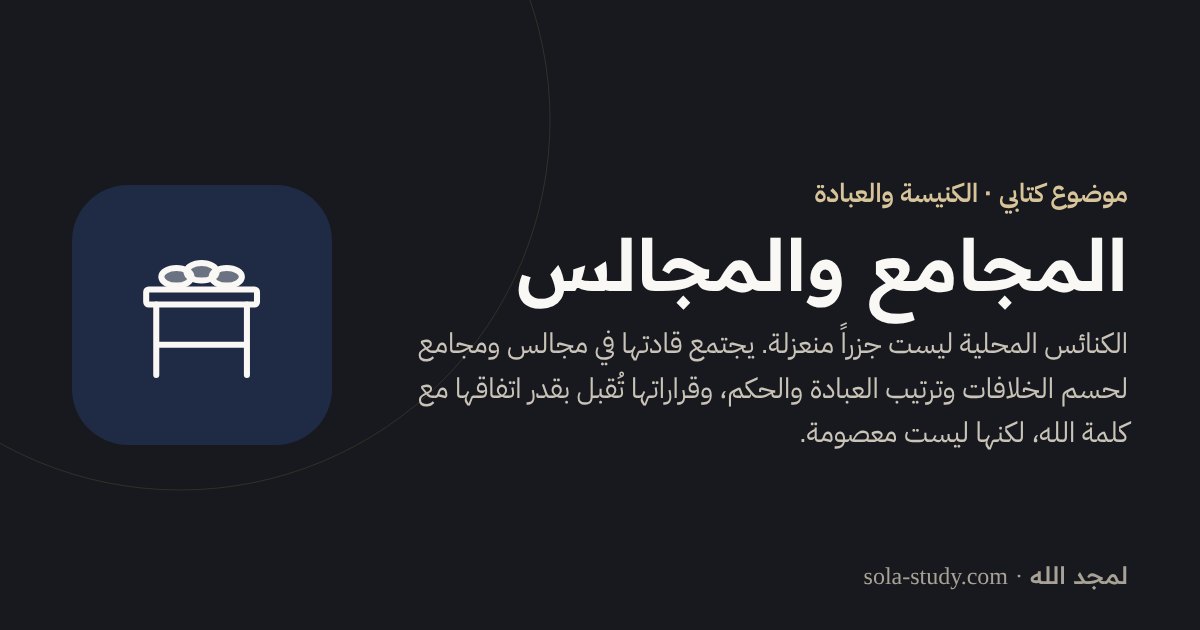 موضوع كتابي · الكنيسة والعبادة
المجامع والمجالس
الكنائس المحلية ليست جزراً منعزلة. يجتمع قادتها في مجالس ومجامع
لحسم الخلافات وترتيب العبادة والحكم، وقراراتها تُقبل بقدر اتفاقها مع
كلمة الله، لكنها ليست معصومة.
لمجد الله · sola-study.com